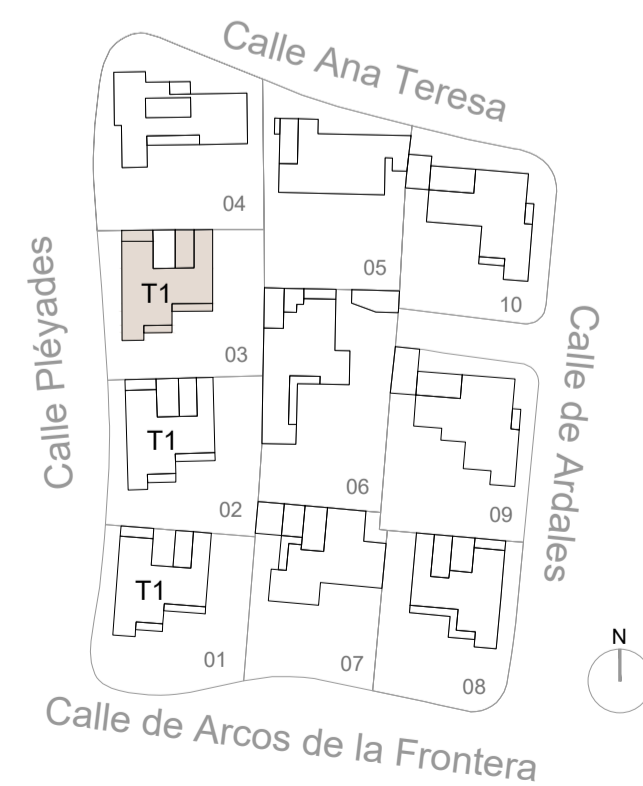 Calle Ana Teresa
04
05
10
T1
03
Calle Pléyades
Calle de Ardales
T1
02
06
09
T1
01
07
08
N
Calle de Arcos de la Frontera